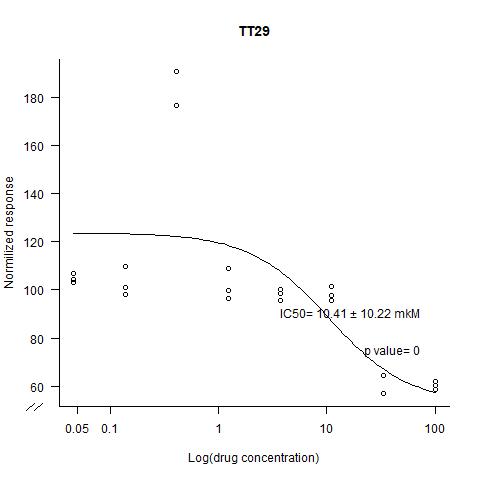 TT29
Normilized response
180
160
140
120
100
80
60
IC50= 10.41 ± 10.22 mkM
p value= 0
0.05 0.1 1 10 100
Log(drug concentration)